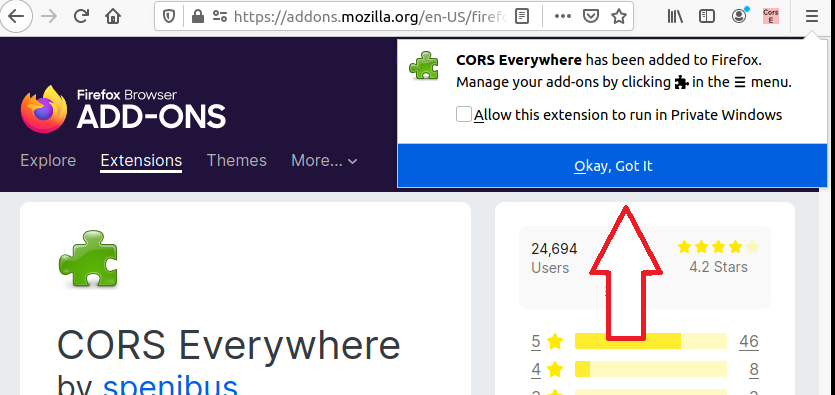 https://addons.mozilla.org/en-US/firef
Cors
E
CORS Everywhere has been added to Firefox.
Manage your add-ons by clicking in the ☰ menu.
Allow this extension to run in Private Windows
Okay, Got It
Firefox Browser
ADD-ONS
Explore Extensions Themes More...
24,694
Users
4.2 Stars
CORS Everywhere
by spenibus
5 46
4 8